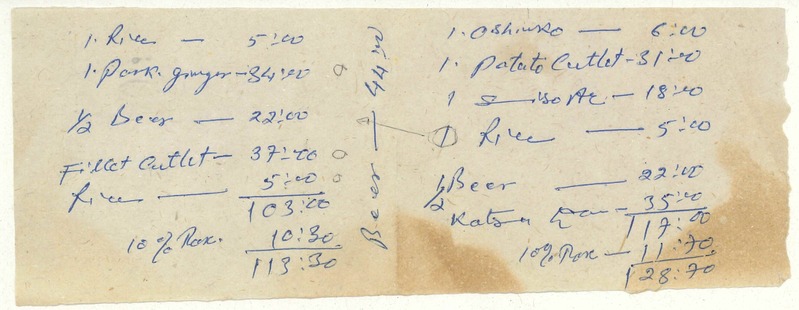 1. Rice — 5:00
1. Pork. ginger - 34:00
1/2 Beer — 22:00
Fillet Cutlet - 37:00
Rice — 5:00
103:00
10% Tax. 10:30
113:30
Beer — 44:00
1. Oshinko — 6:00
1. Potato Cutlet - 31:00
1 — 18:00
1 Rice — 5:00
1/2 Beer — 22:00
Katsu — 35:00
117:00
10% Tax — 11:70
128:70